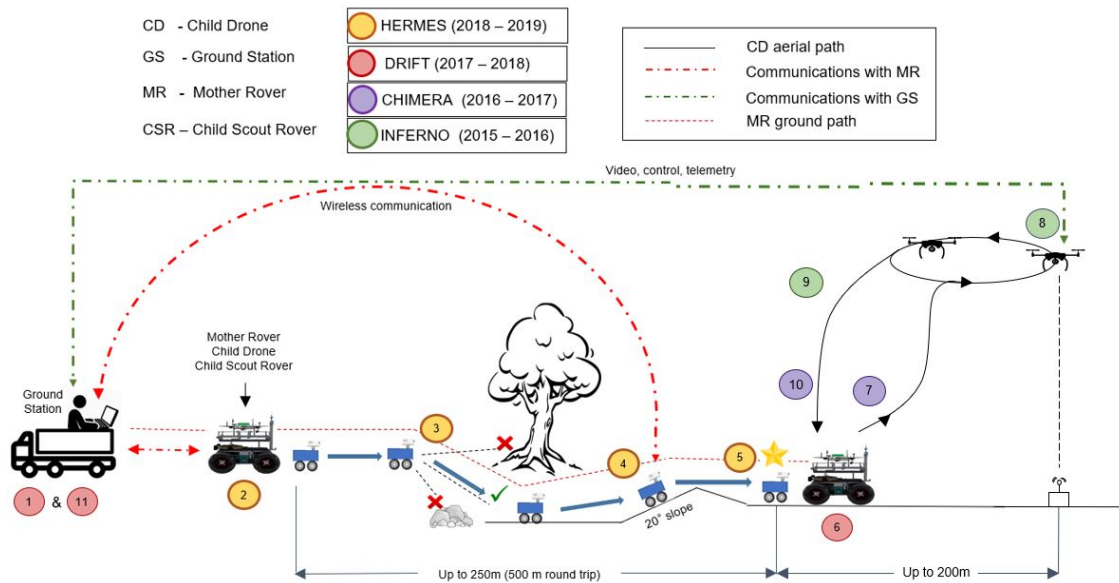 CD - Child Drone
GS - Ground Station
MR - Mother Rover
CSR – Child Scout Rover
HERMES (2018 – 2019)
DRIFT (2017 – 2018)
CHIMERA (2016 – 2017)
INFERNO (2015 – 2016)
CD aerial path
Communications with MR
Communications with GS
MR ground path
Video, control, telemetry
Wireless communication
8
9
Mother Rover
Child Drone
Child Scout Rover
10
7
Ground
Station
3
4
5
1 & 11
2
20° slope
6
Up to 250m (500 m round trip)
Up to 200m